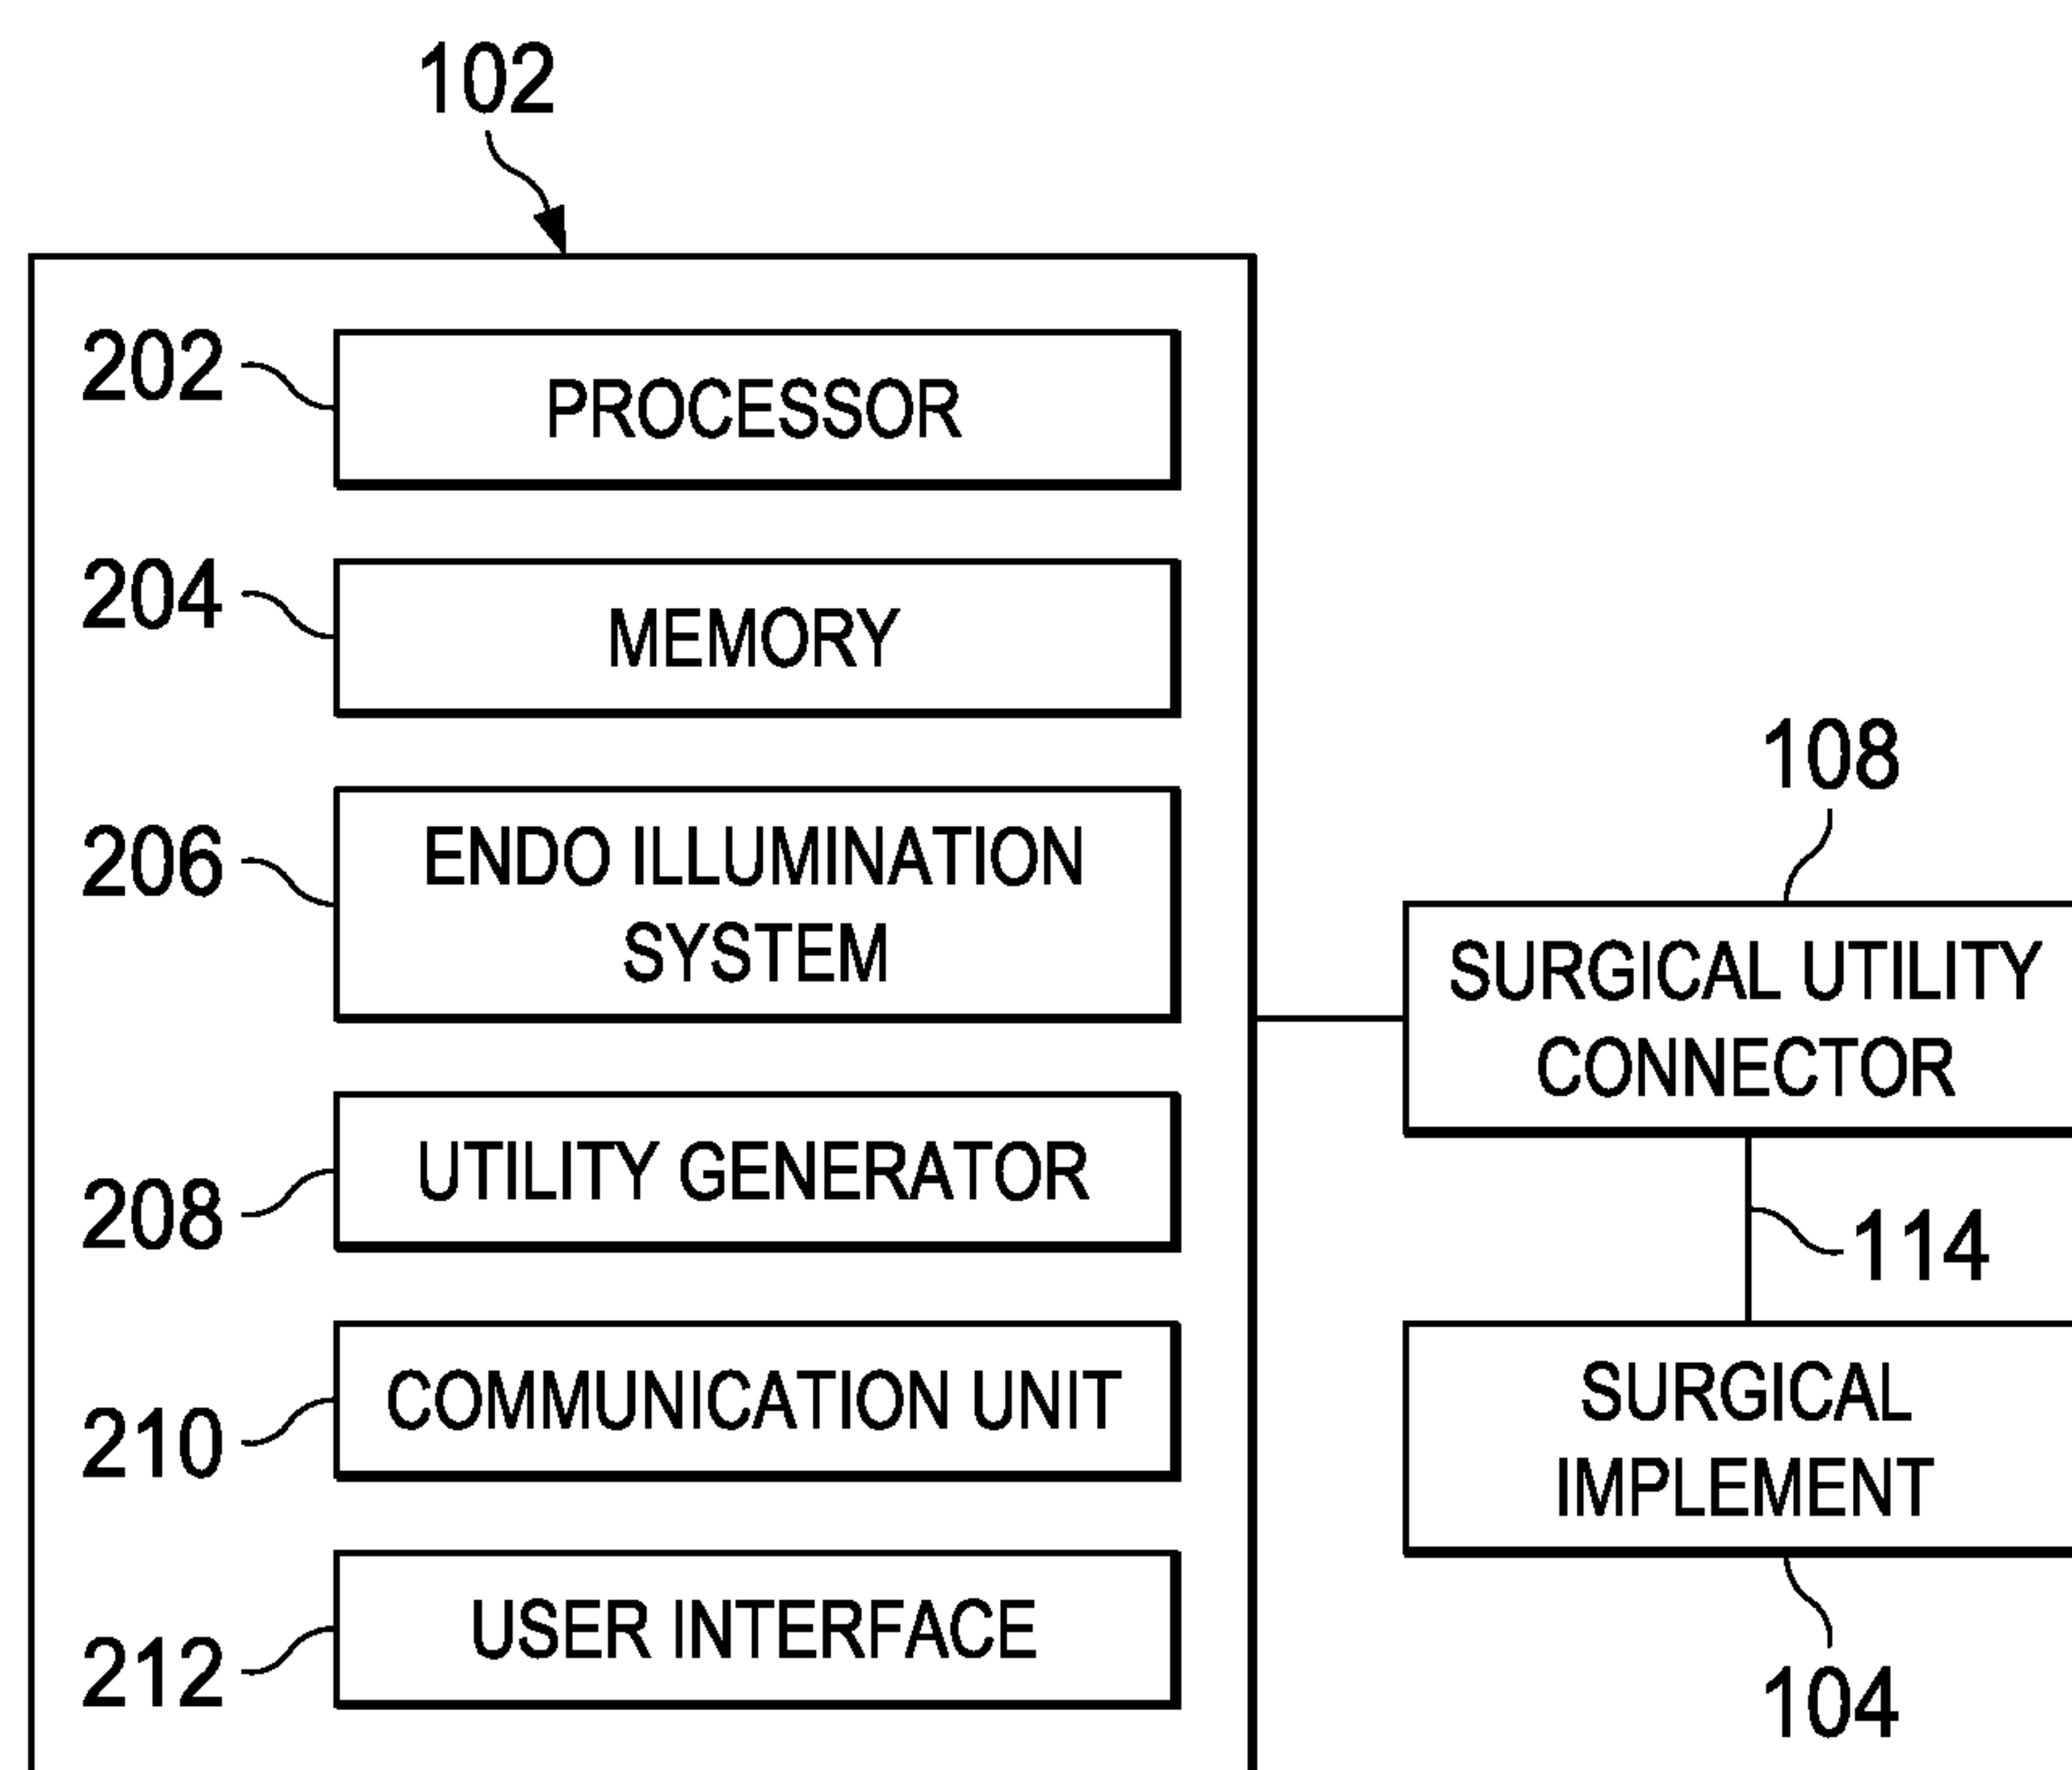 102
202
PROCESSOR
204
MEMORY
206
ENDO ILLUMINATION
SYSTEM
208
UTILITY GENERATOR
210
COMMUNICATION UNIT
212
USER INTERFACE
108
SURGICAL UTILITY
CONNECTOR
114
SURGICAL
IMPLEMENT
104